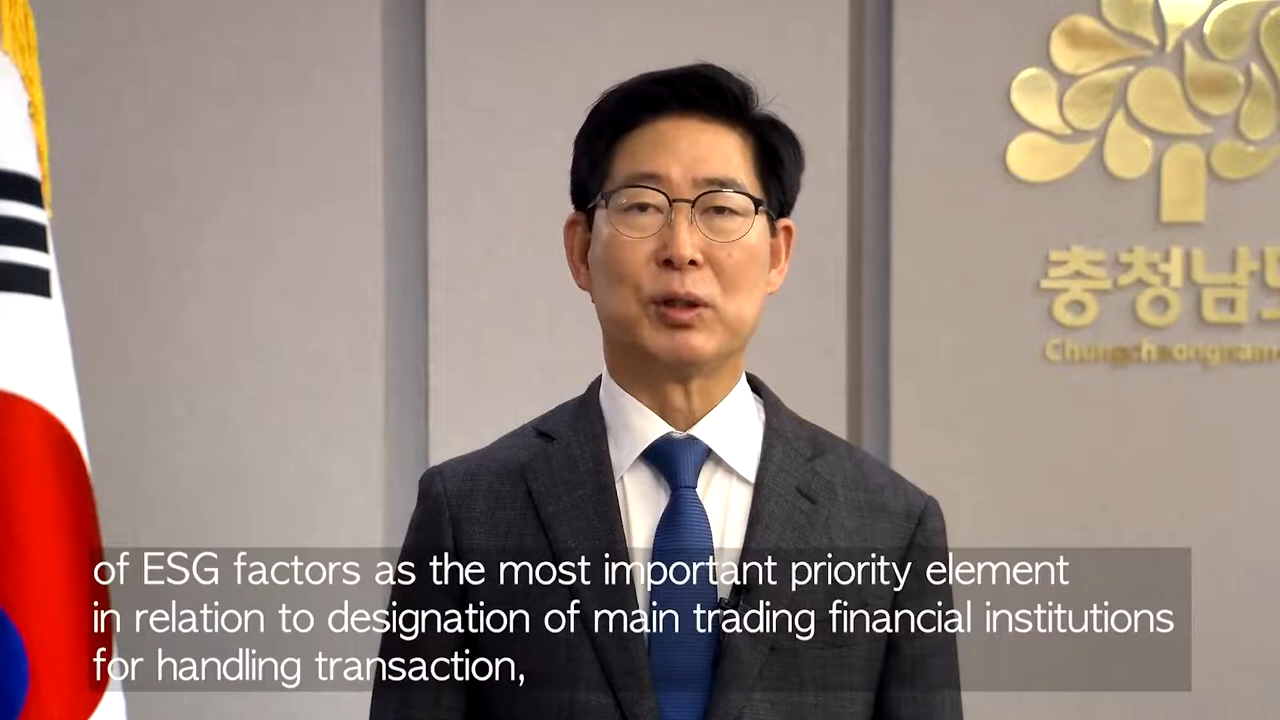 충청남
of ESG factors as the most important priority element
in relation to designation of main trading financial institutions
for handling transaction,